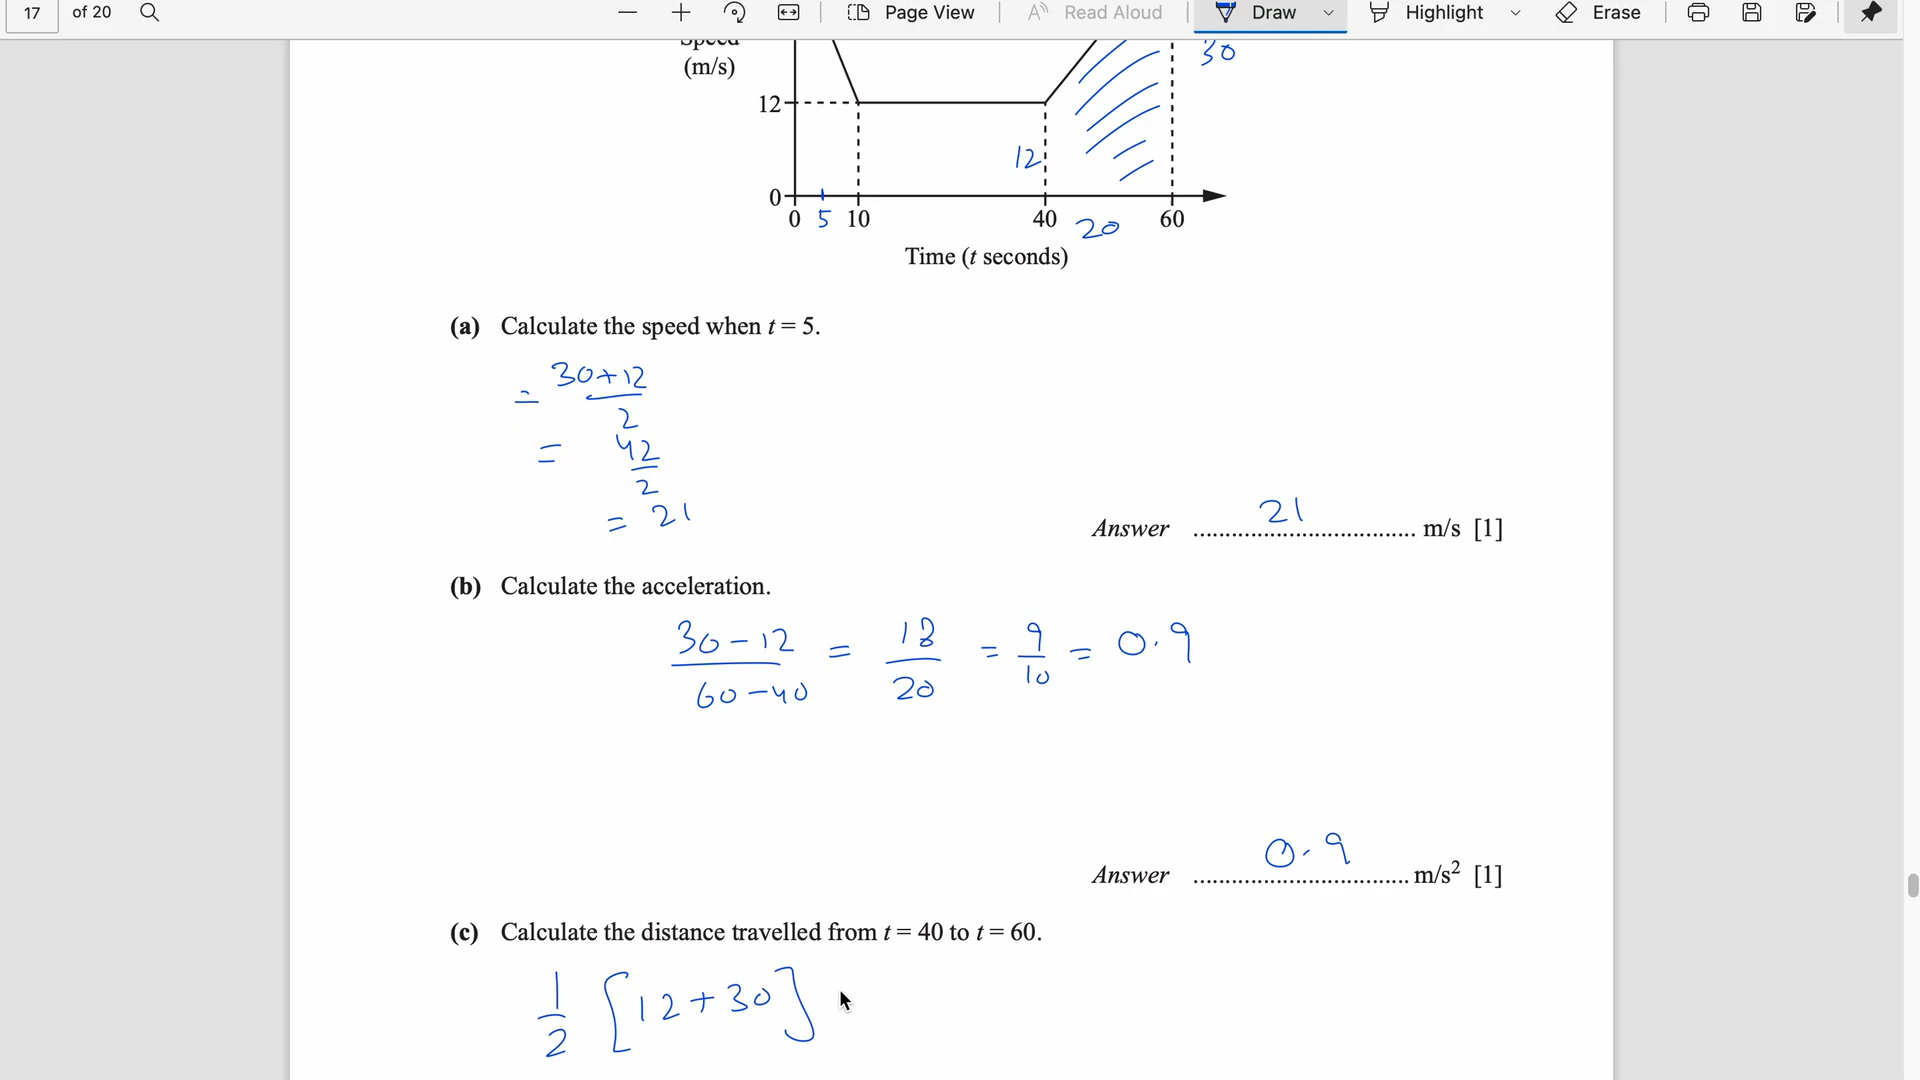 17 of 20 Page View Read Aloud Draw Highlight Erase
Speed
(m/s)
30
12
12
0
0 5 10 40 20 60
Time (t seconds)
(a) Calculate the speed when t = 5.
= 30+12
2
= 42
2
= 21
21
Answer .................................. m/s [1]
(b) Calculate the acceleration.
30-12 = 18 = 9 = 0.9
60-40 20 10
0.9
Answer .................................. m/s² [1]
(c) Calculate the distance travelled from t = 40 to t = 60.
1 [12+30]
2